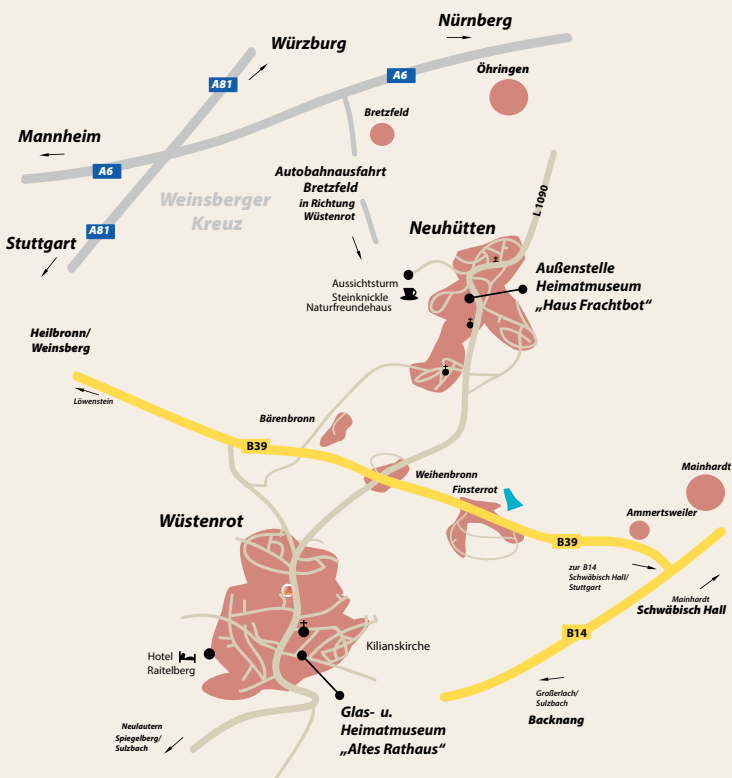 Nürnberg
Würzburg
Öhringen
A6
A81
Bretzfeld
Mannheim
A6
Autobahnausfahrt
Bretzfeld
in Richtung
Wüstenrot
Weinsberger
Kreuz
L 1090
A81
Stuttgart
Neuhütten
Aussichtsturm
Steinknickle
Naturfreundehaus
Außenstelle
Heimatmuseum
„Haus Frachtbot“
Heilbronn/
Weinsberg
Löwenstein
Bärenbronn
B39
Weihenbronn
Finsterrot
Mainhardt
Ammertsweiler
Wüstenrot
B39
zur B14
Schwäbisch Hall/
Stuttgart
Mainhardt
Schwäbisch Hall
B14
Kilianskirche
Hotel
Raitelberg
Großerlach/
Sulzbach
Backnang
Glas- u.
Heimatmuseum
„Altes Rathaus“
Neulautern
Spiegelberg/
Sulzbach